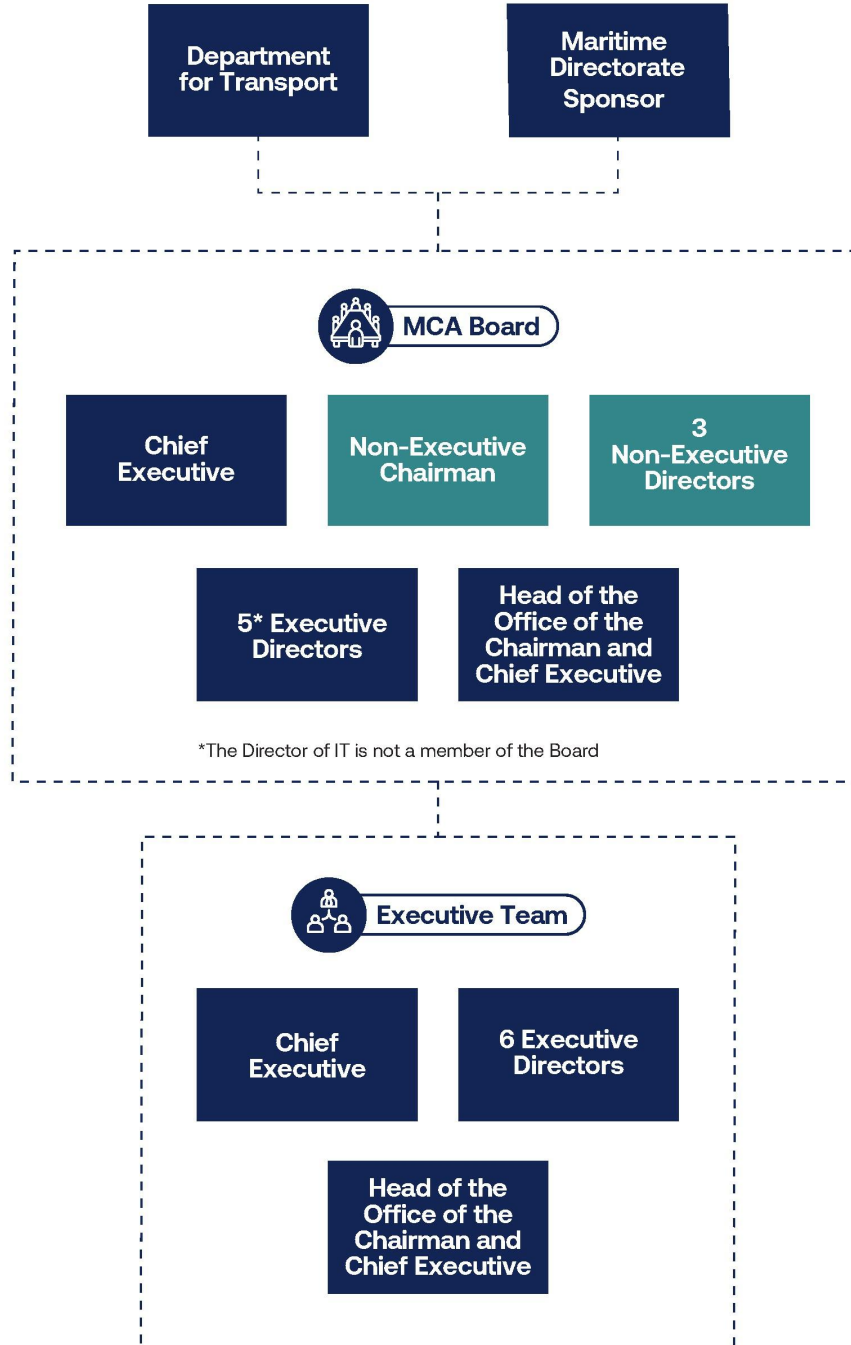 Department
for Transport
Maritime
Directorate
Sponsor
MCA Board
Chief
Executive
Non-Executive
Chairman
3
Non-Executive
Directors
5* Executive
Directors
Head of the
Office of the
Chairman and
Chief Executive
*The Director of IT is not a member of the Board
Executive Team
Chief
Executive
6 Executive
Directors
Head of the
Office of the
Chairman and
Chief Executive